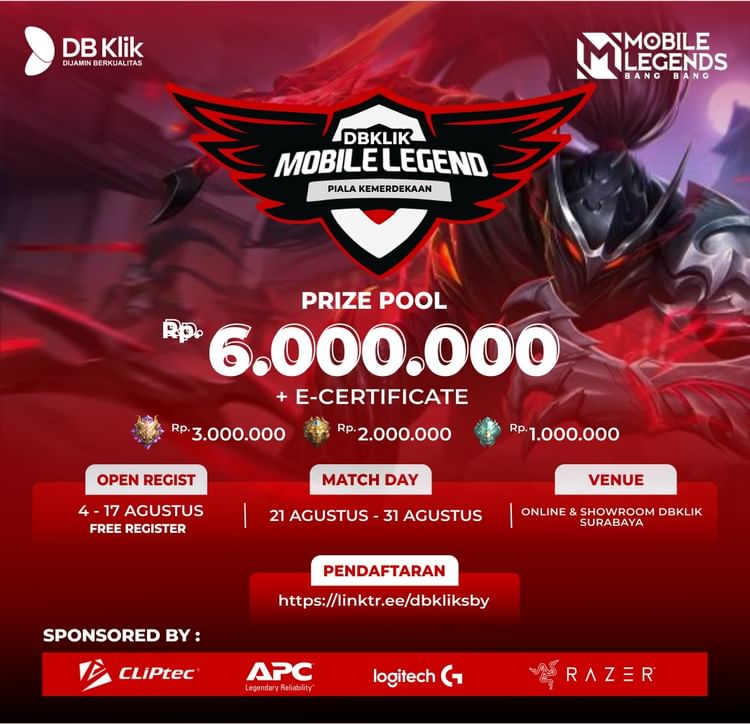 DB Klik
DIJAMIN BERKUALITAS
MOBILE
LEGENDS
BANG BANG
DBKLIK
MOBILE LEGEND
PIALA KEMERDEKAAN
PRIZE POOL
Rp. 6.000.000
+ E-CERTIFICATE
Rp. 3.000.000 Rp. 2.000.000 Rp. 1.000.000
OPEN REGIST
4 - 17 AGUSTUS
FREE REGISTER
MATCH DAY
21 AGUSTUS - 31 AGUSTUS
VENUE
ONLINE & SHOWROOM DBKLIK
SURABAYA
PENDAFTARAN
https://linktr.ee/dbkliksby
SPONSORED BY :
CLiPtec
APC
Legendary Reliability
logitech G
RAZER